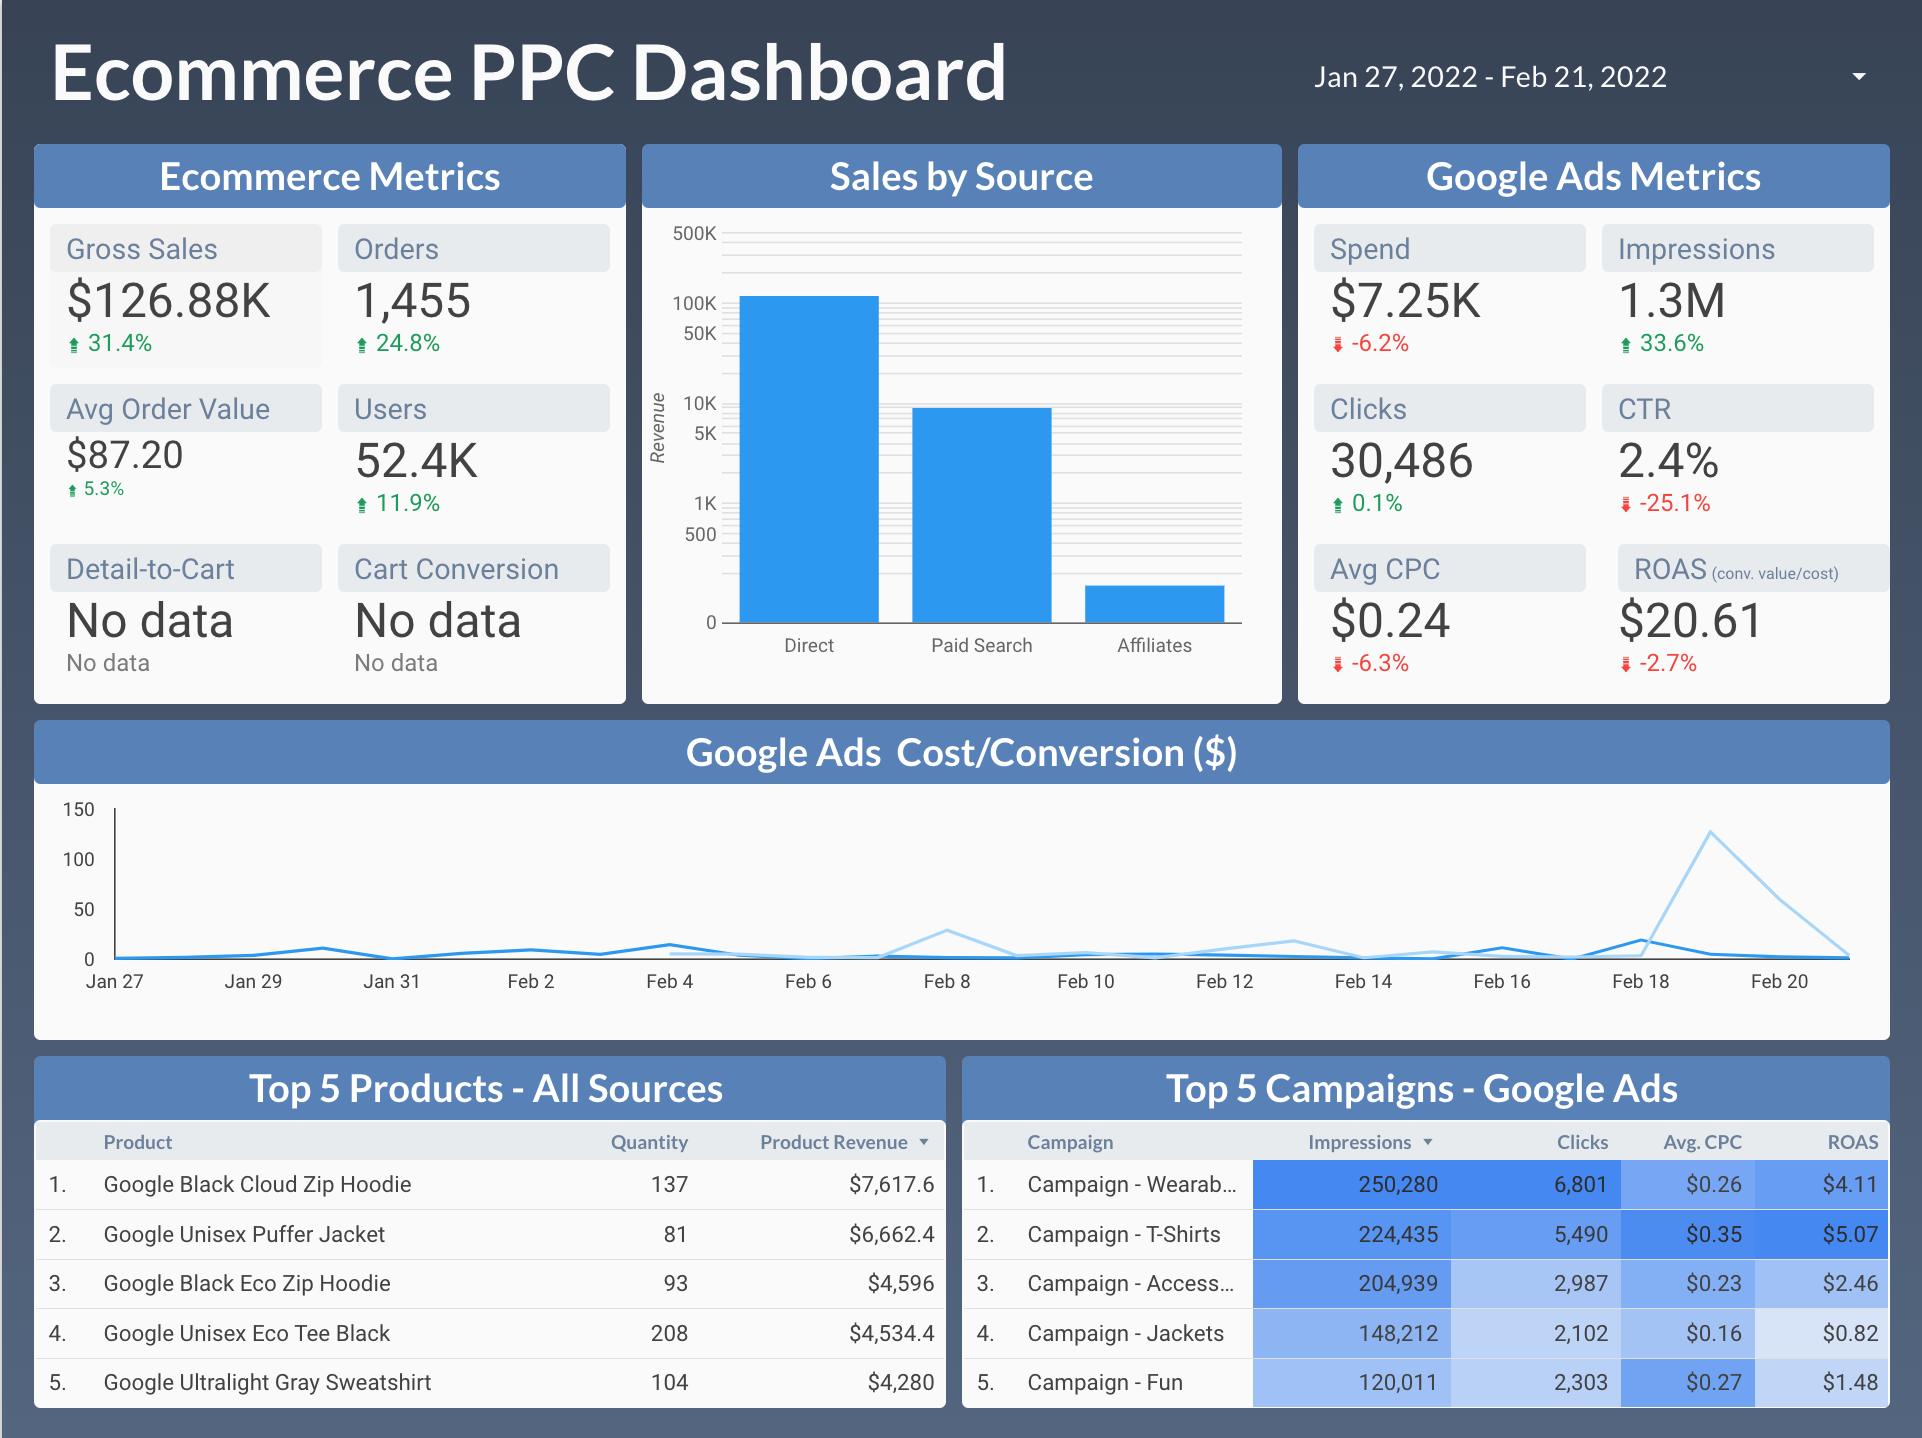 Ecommerce PPC Dashboard
Jan 27, 2022 - Feb 21, 2022
Ecommerce Metrics
Gross Sales
$126.88K
31.4%
Orders
1,455
24.8%
Avg Order Value
$87.20
5.3%
Users
52.4K
11.9%
Detail-to-Cart
No data
No data
Cart Conversion
No data
No data
Sales by Source
Revenue
500K
100K
50K
10K
5K
1K
500
0
Direct Paid Search Affiliates
Google Ads Metrics
Spend
$7.25K
-6.2%
Impressions
1.3M
33.6%
Clicks
30,486
0.1%
CTR
2.4%
-25.1%
Avg CPC
$0.24
-6.3%
ROAS (conv. value/cost)
$20.61
-2.7%
Google Ads Cost/Conversion ($)
150
100
50
0
Jan 27 Jan 29 Jan 31 Feb 2 Feb 4 Feb 6 Feb 8 Feb 10 Feb 12 Feb 14 Feb 16 Feb 18 Feb 20
Top 5 Products - All Sources
Product Quantity Product Revenue
1. Google Black Cloud Zip Hoodie 137 $7,617.6
2. Google Unisex Puffer Jacket 81 $6,662.4
3. Google Black Eco Zip Hoodie 93 $4,596
4. Google Unisex Eco Tee Black 208 $4,534.4
5. Google Ultralight Gray Sweatshirt 104 $4,280
Top 5 Campaigns - Google Ads
Campaign Impressions Clicks Avg. CPC ROAS
1. Campaign - Wearab... 250,280 6,801 $0.26 $4.11
2. Campaign - T-Shirts 224,435 5,490 $0.35 $5.07
3. Campaign - Access... 204,939 2,987 $0.23 $2.46
4. Campaign - Jackets 148,212 2,102 $0.16 $0.82
5. Campaign - Fun 120,011 2,303 $0.27 $1.48